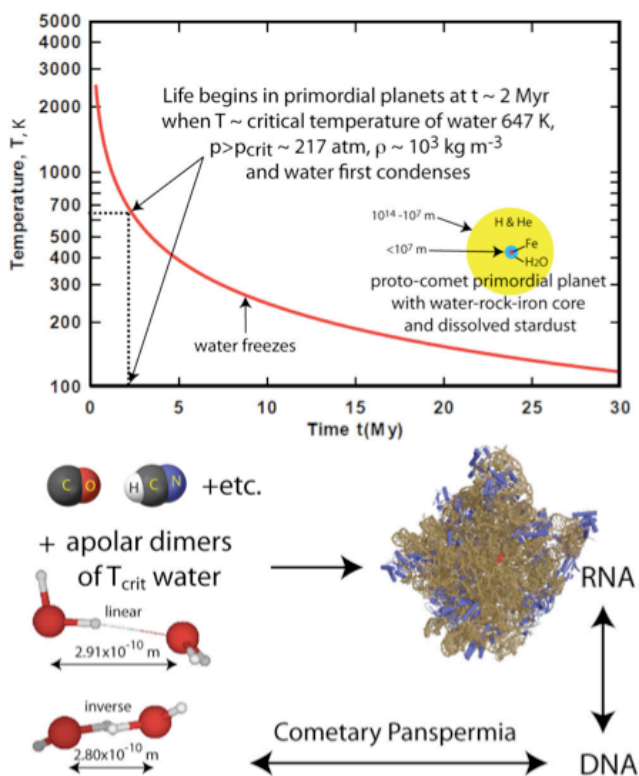 5000
4000
3000
2000
1000
700
500
400
300
200
100
Temperature, T, K
Life begins in primordial planets at t ~ 2 Myr
when T ~ critical temperature of water 647 K,
p>p_crit ~ 217 atm, ρ ~ 10³ kg m⁻³
and water first condenses
10¹⁴ -10⁷ m
H & He
<10⁷ m
Fe
H2O
proto-comet primordial planet
with water-rock-iron core
and dissolved stardust
water freezes
0 5 10 15 20 25 30
Time t(My)
C O H C N +etc.
+ apolar dimers
of T_crit water
linear
2.91x10⁻¹⁰ m
inverse
2.80x10⁻¹⁰ m
RNA
Cometary Panspermia
DNA